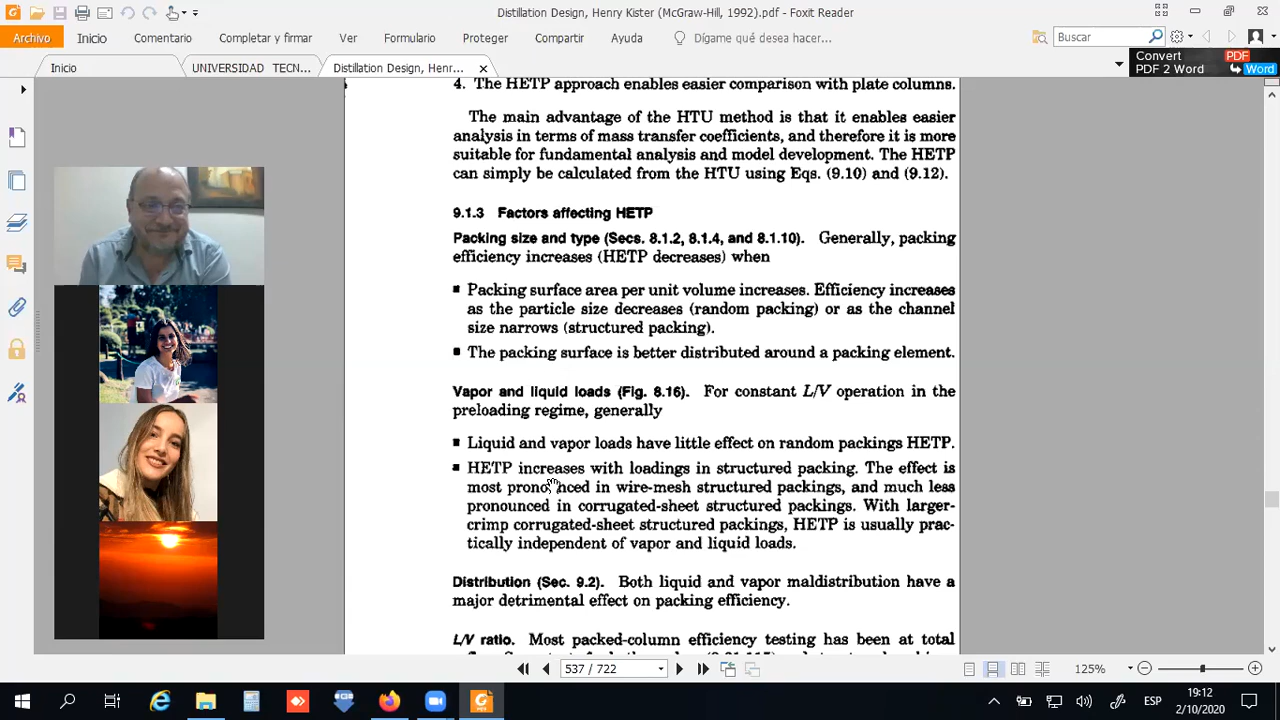 Distillation Design, Henry Kister (McGraw-Hill, 1992).pdf - Foxit Reader
Archivo Inicio Comentario Completar y firmar Ver Formulario Proteger Compartir Ayuda Dígame qué desea hacer... Buscar
Inicio UNIVERSIDAD TECN... Distillation Design, Henr...
Convert PDF
PDF 2 Word Word
4. The HETP approach enables easier comparison with plate columns.
The main advantage of the HTU method is that it enables easier
analysis in terms of mass transfer coefficients, and therefore it is more
suitable for fundamental analysis and model development. The HETP
can simply be calculated from the HTU using Eqs. (9.10) and (9.12).
9.1.3 Factors affecting HETP
Packing size and type (Secs. 8.1.2, 8.1.4, and 8.1.10). Generally, packing
efficiency increases (HETP decreases) when
■ Packing surface area per unit volume increases. Efficiency increases
as the particle size decreases (random packing) or as the channel
size narrows (structured packing).
■ The packing surface is better distributed around a packing element.
Vapor and liquid loads (Fig. 8.16). For constant L/V operation in the
preloading regime, generally
■ Liquid and vapor loads have little effect on random packings HETP.
■ HETP increases with loadings in structured packing. The effect is
most pronounced in wire-mesh structured packings, and much less
pronounced in corrugated-sheet structured packings. With larger-
crimp corrugated-sheet structured packings, HETP is usually prac-
tically independent of vapor and liquid loads.
Distribution (Sec. 9.2). Both liquid and vapor maldistribution have a
major detrimental effect on packing efficiency.
L/V ratio. Most packed-column efficiency testing has been at total
537 / 722 125%
ESP 19:12
2/10/2020